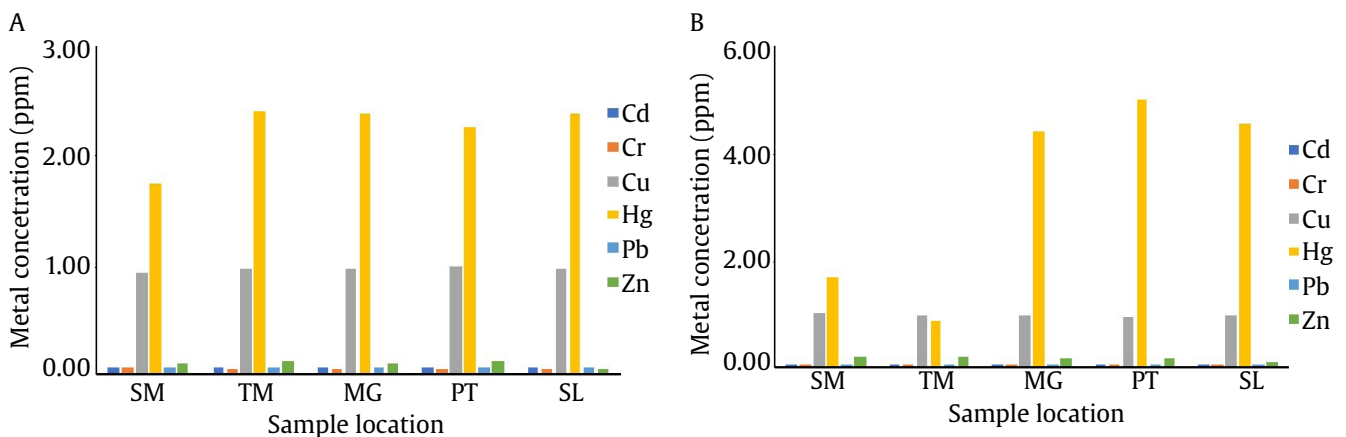 A
3.00
2.00
1.00
0.00
Metal concetration (ppm)
SM TM MG PT SL
Sample location
Cd
Cr
Cu
Hg
Pb
Zn
B
6.00
4.00
2.00
0.00
Metal concetration (ppm)
SM TM MG PT SL
Sample location
Cd
Cr
Cu
Hg
Pb
Zn